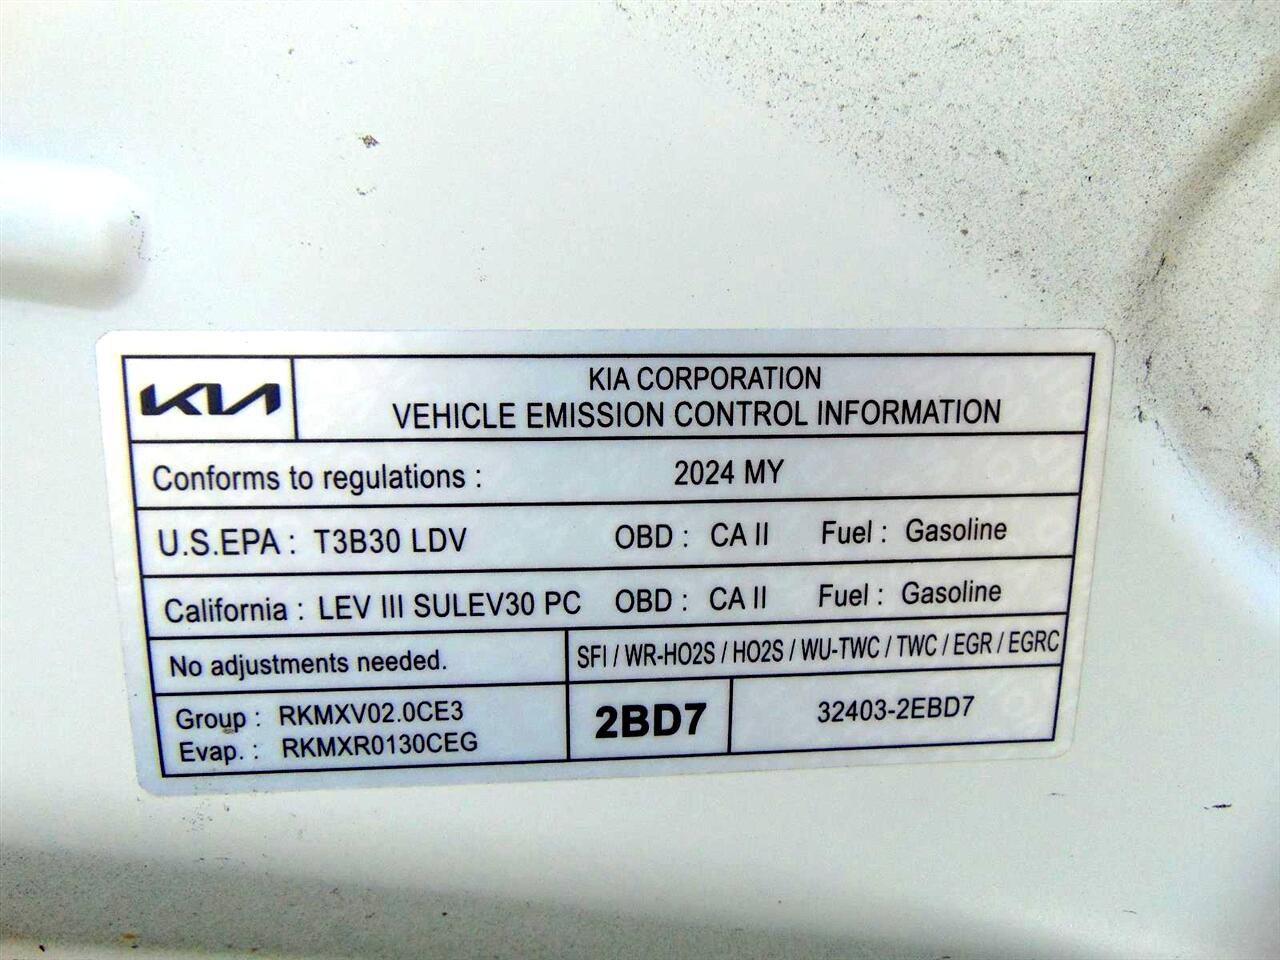 KIA
KIA CORPORATION
VEHICLE EMISSION CONTROL INFORMATION
Conforms to regulations : 2024 MY
U.S.EPA : T3B30 LDV OBD : CA II Fuel : Gasoline
California : LEV III SULEV30 PC OBD : CA II Fuel : Gasoline
No adjustments needed. SFI / WR-HO2S / HO2S / WU-TWC / TWC / EGR / EGRC
Group : RKMXV02.0CE3
Evap. : RKMXR0130CEG
2BD7
32403-2EBD7